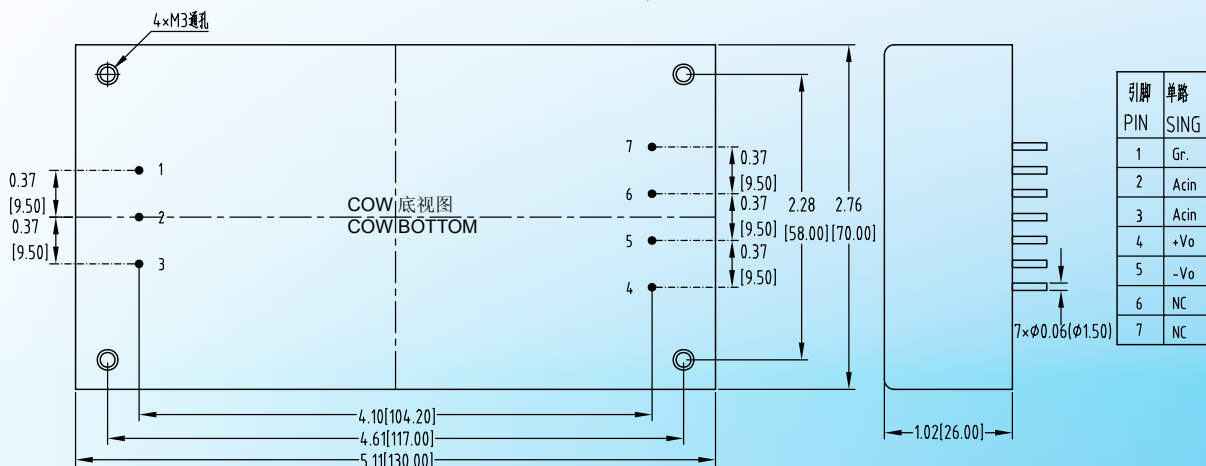 4×M3通孔
1
2
3
0.37
[9.50]
0.37
[9.50]
COW 底视图
COW BOTTOM
7
6
5
4
0.37
[9.50]
0.37
[9.50]
0.37
[9.50]
2.28
[58.00]
2.76
[70.00]
4.10[104.20]
4.61[117.00]
5.11[130.00]
7×φ0.06(φ1.50)
1.02[26.00]
引脚 单路
PIN SING
1 Gr.
2 Acin
3 Acin
4 +Vo
5 -Vo
6 NC
7 NC